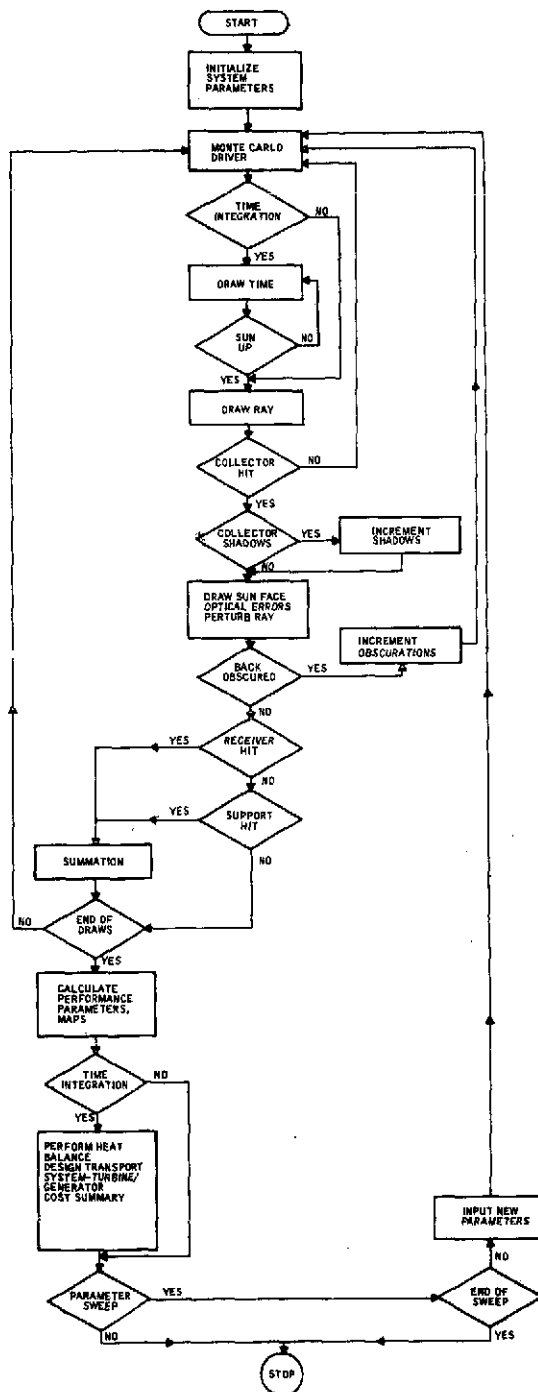 START
INITIALIZE
SYSTEM
PARAMETERS
MONTE CARLO
DRIVER
TIME
INTEGRATION
NO
YES
DRAW TIME
SUN
UP
NO
YES
DRAW RAY
COLLECTOR
HIT
NO
YES
COLLECTOR
SHADOWS
YES
INCREMENT
SHADOWS
NO
DRAW SUN FACE
OPTICAL ERRORS
PERTURB RAY
BACK
OBSCURED
YES
INCREMENT
OBSCURATIONS
NO
YES
RECEIVER
HIT
NO
YES
SUPPORT
HIT
NO
SUMMATION
NO
END OF
DRAWS
YES
CALCULATE
PERFORMANCE
PARAMETERS,
MAPS
TIME
INTEGRATION
NO
YES
PERFORM HEAT
BALANCE
DESIGN TRANSPORT
SYSTEM-TURBINE/
GENERATOR
COST SUMMARY
INPUT NEW
PARAMETERS
NO
PARAMETER
SWEEP
YES
END OF
SWEEP
NO
YES
STOP